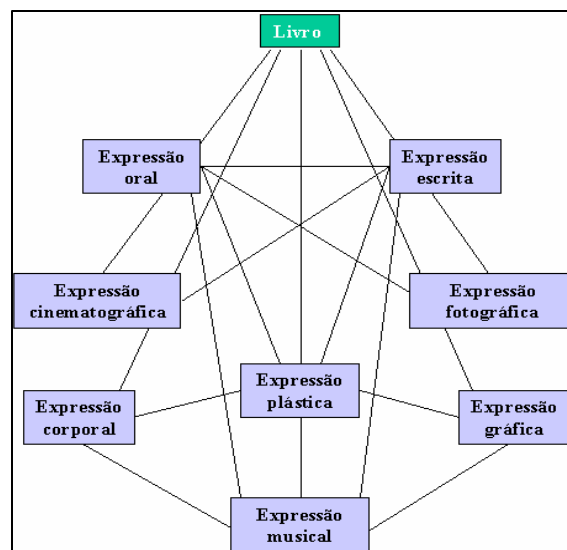 Livro
Expressão
oral
Expressão
escrita
Expressão
cinematográfica
Expressão
fotográfica
Expressão
plástica
Expressão
corporal
Expressão
gráfica
Expressão
musical